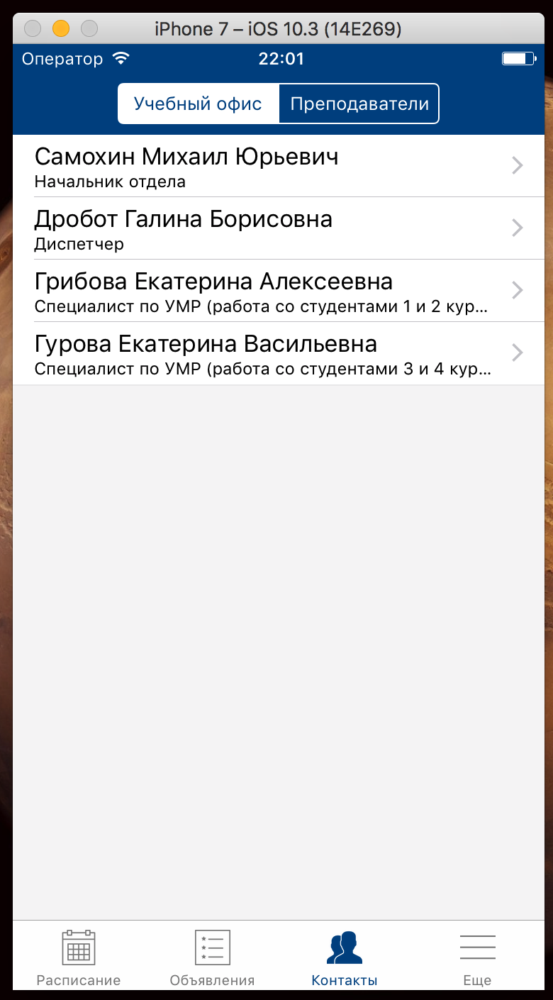 iPhone 7 – iOS 10.3 (14E269)
Оператор 22:01
Учебный офис Преподаватели
Самохин Михаил Юрьевич
Начальник отдела
Дробот Галина Борисовна
Диспетчер
Грибова Екатерина Алексеевна
Специалист по УМР (работа со студентами 1 и 2 кур...
Гурова Екатерина Васильевна
Специалист по УМР (работа со студентами 3 и 4 кур...
Расписание Объявления Контакты Еще